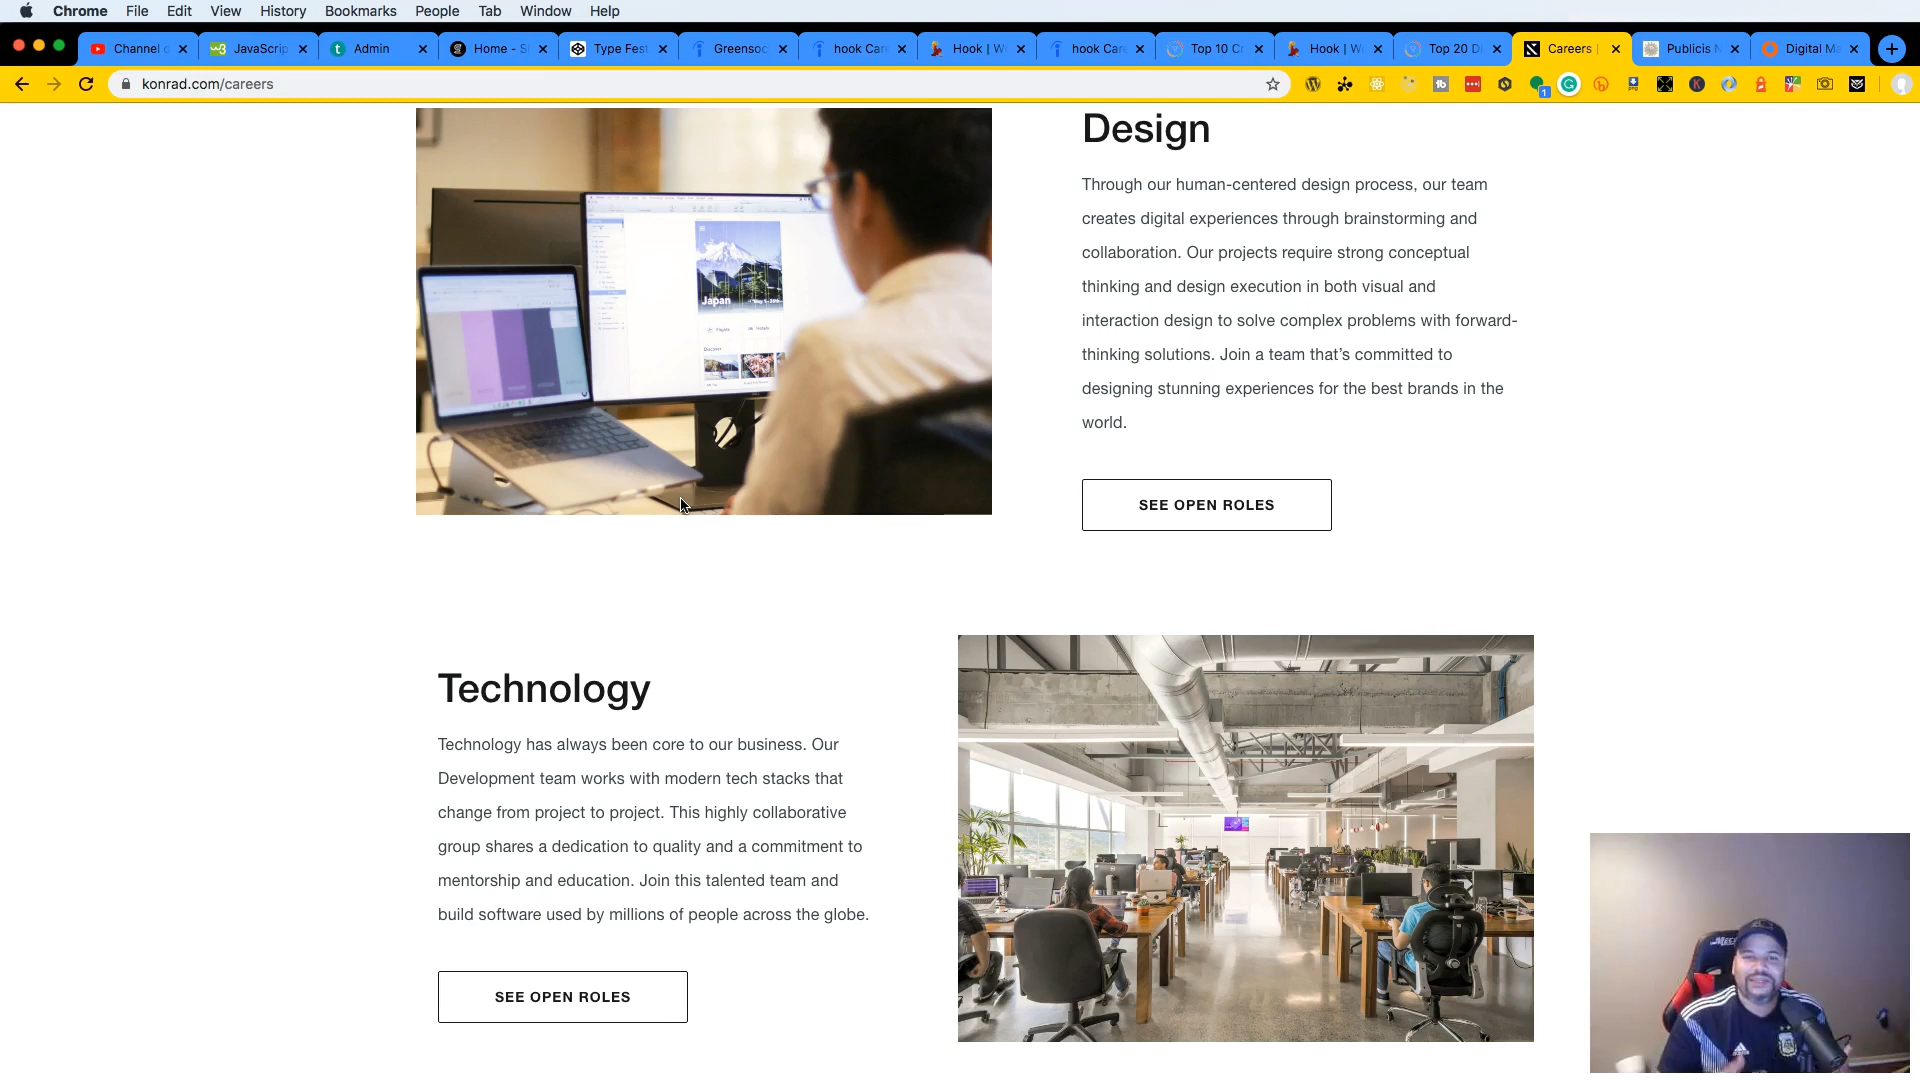 Chrome File Edit View History Bookmarks People Tab Window Help
Channel JavaScrip Admin Home - S Type Fest Greensoc hook Car Hook | W hook Car Top 10 C Hook | W Top 20 D Careers | Publicis Digital Ma
konrad.com/careers
1
Japan
Flights Hotels
Discover
Design
Through our human-centered design process, our team
creates digital experiences through brainstorming and
collaboration. Our projects require strong conceptual
thinking and design execution in both visual and
interaction design to solve complex problems with forward-
thinking solutions. Join a team that’s committed to
designing stunning experiences for the best brands in the
world.
SEE OPEN ROLES
Technology
Technology has always been core to our business. Our
Development team works with modern tech stacks that
change from project to project. This highly collaborative
group shares a dedication to quality and a commitment to
mentorship and education. Join this talented team and
build software used by millions of people across the globe.
SEE OPEN ROLES